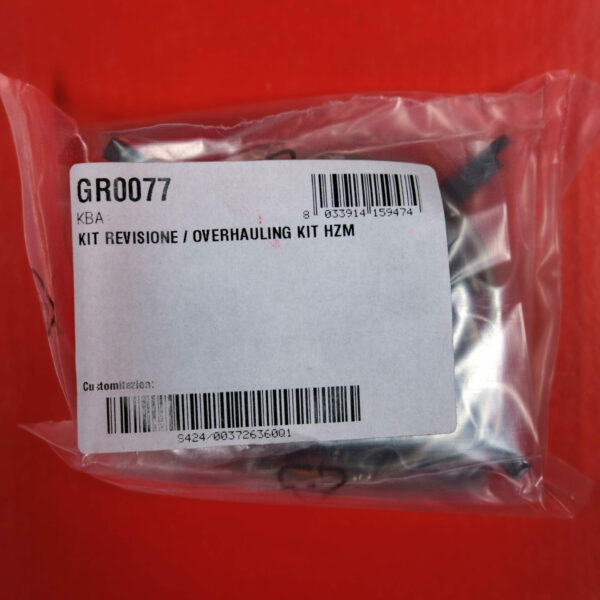 GR0077
KBA
KIT REVISIONE / OVERHAULING KIT HZM
8 033914 159474
Customization:
S424/00372636001